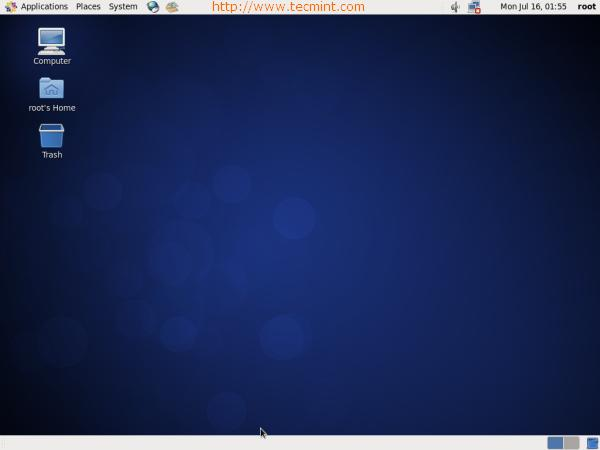 Applications Places System http://www.tecmint.com Mon Jul 16, 01:55 root
Computer
root's Home
Trash